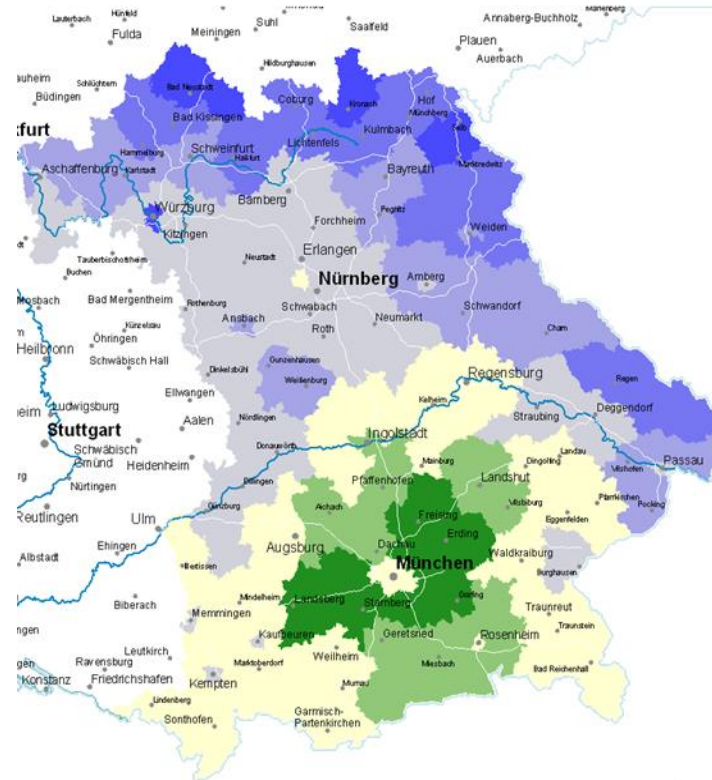 Lauterbach
Hünfeld
Fulda
Meiningen
Suhl
Saalfeld
Annaberg-Buchholz
Marienberg
Plauen
Auerbach
Hildburghausen
Schlüchtern
Büdingen
Bad Neustadt
Bad Kissingen
Coburg
Kronach
Hof
Münchberg
Selb
Kulmbach
Lichtenfels
Marktredwitz
Hammelburg
Schweinfurt
Haßfurt
Aschaffenburg
Karlstadt
Bayreuth
Pegnitz
Bamberg
Würzburg
Kitzingen
Forchheim
Erlangen
Weiden
Tauberbischofsheim
Buchen
Neustadt
Nürnberg
Amberg
Bad Mergentheim
Rothenburg
Schwabach
Schwandorf
Künzelsau
Ansbach
Roth
Neumarkt
Cham
Öhringen
Heilbronn
Schwäbisch Hall
Dinkelsbühl
Gunzenhausen
Weißenburg
Regensburg
Regen
Ellwangen
Ludwigsburg
Aalen
Nördlingen
Kelheim
Straubing
Deggendorf
Stuttgart
Schwäbisch
Gmünd
Heidenheim
Donauwörth
Ingolstadt
Mainburg
Dingolfing
Landau
Vilshofen
Passau
Nürtingen
Dillingen
Pfaffenhofen
Landshut
Pfarrkirchen
Pocking
Reutlingen
Ulm
Günzburg
Aichach
Freising
Vilsbiburg
Eggenfelden
Albstadt
Ehingen
Augsburg
Dachau
Erding
Waldkraiburg
Illertissen
München
Burghausen
Biberach
Mindelheim
Landsberg
Starnberg
Grafing
Memmingen
Traunreut
Kaufbeuren
Geretsried
Rosenheim
Traunstein
Leutkirch
Weilheim
Ravensburg
Marktoberdorf
Miesbach
Bad Reichenhall
Konstanz
Friedrichshafen
Kempten
Murnau
Lindenberg
Sonthofen
Garmisch-
Partenkirchen